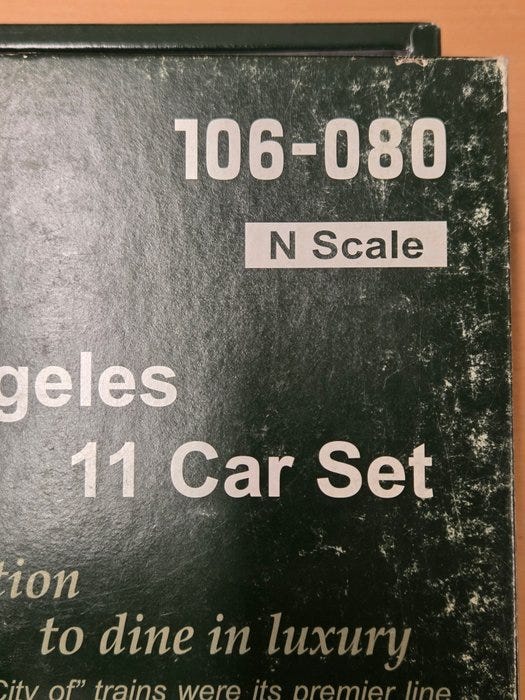 106-080
N Scale
geles
11 Car Set
tion
to dine in luxury
City of" trains were its premier line